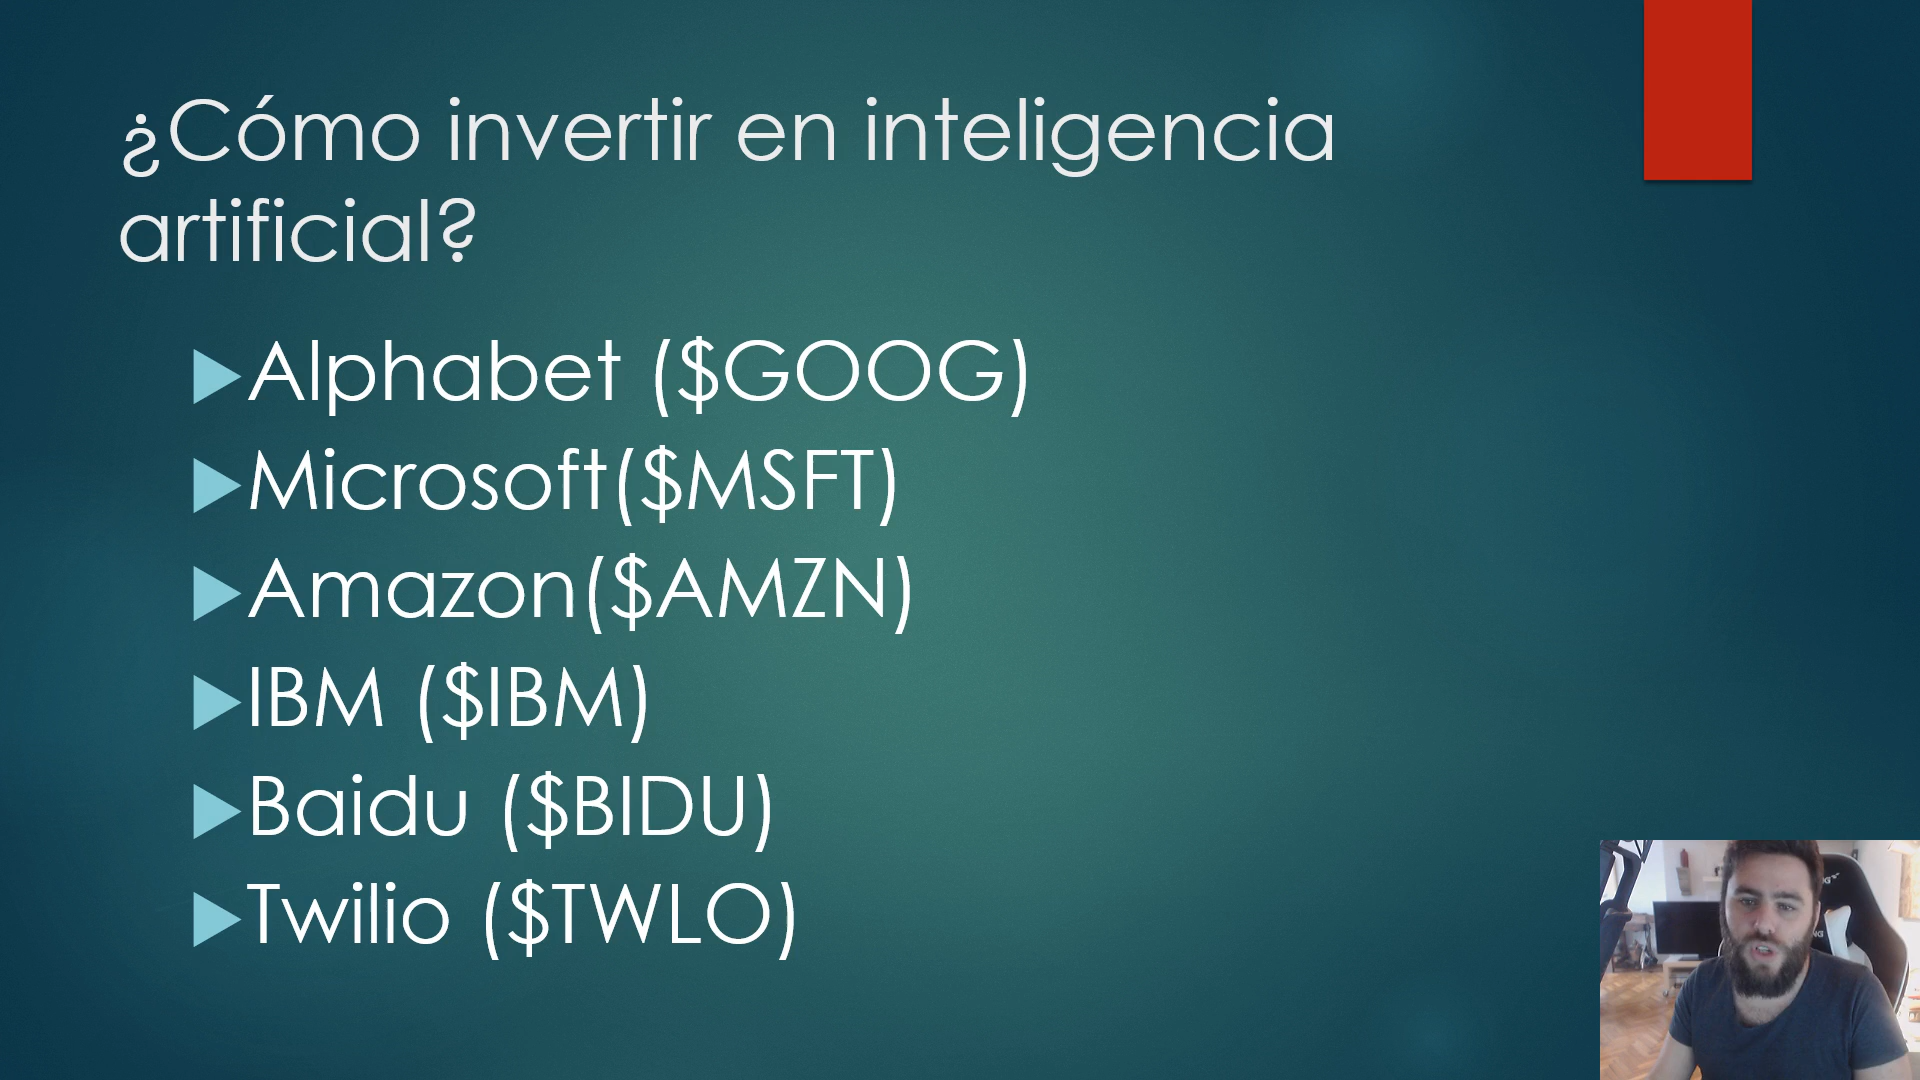 ¿Cómo invertir en inteligencia
artificial?
Alphabet ($GOOG)
Microsoft($MSFT)
Amazon($AMZN)
IBM ($IBM)
Baidu ($BIDU)
Twilio ($TWLO)